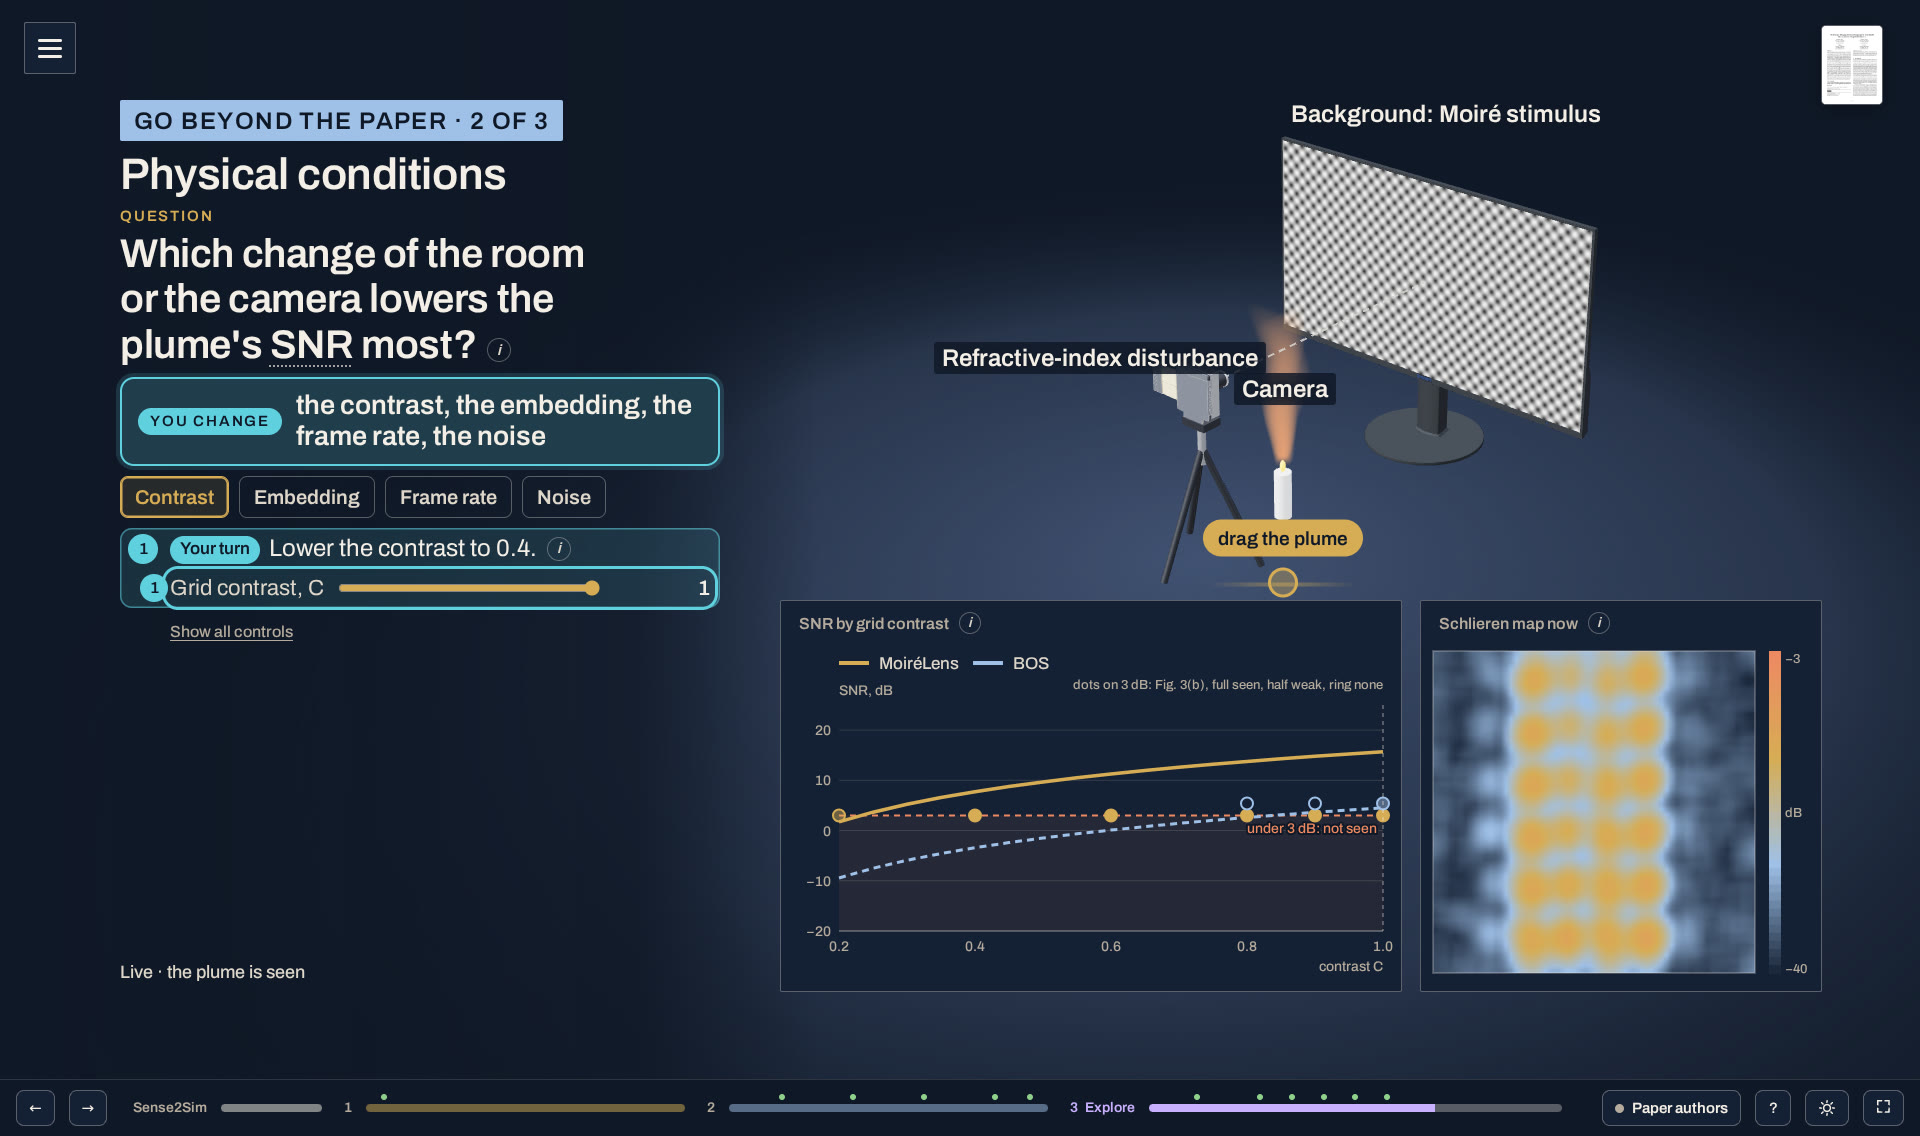 GO BEYOND THE PAPER · 2 OF 3
Physical conditions
QUESTION
Which change of the room
or the camera lowers the
plume's SNR most? i
YOU CHANGE
the contrast, the embedding, the
frame rate, the noise
Contrast
Embedding
Frame rate
Noise
1 Your turn Lower the contrast to 0.4. i
1 Grid contrast, C 1
Show all controls
Live · the plume is seen
Background: Moiré stimulus
Refractive-index disturbance
Camera
drag the plume
SNR by grid contrast i
MoiréLens BOS
SNR, dB
dots on 3 dB: Fig. 3(b), full seen, half weak, ring none
20
10
0
−10
−20
under 3 dB: not seen
0.2 0.4 0.6 0.8 1.0
contrast C
Schlieren map now i
−3
dB
−40
← → Sense2Sim 1 2 3 Explore Paper authors ?